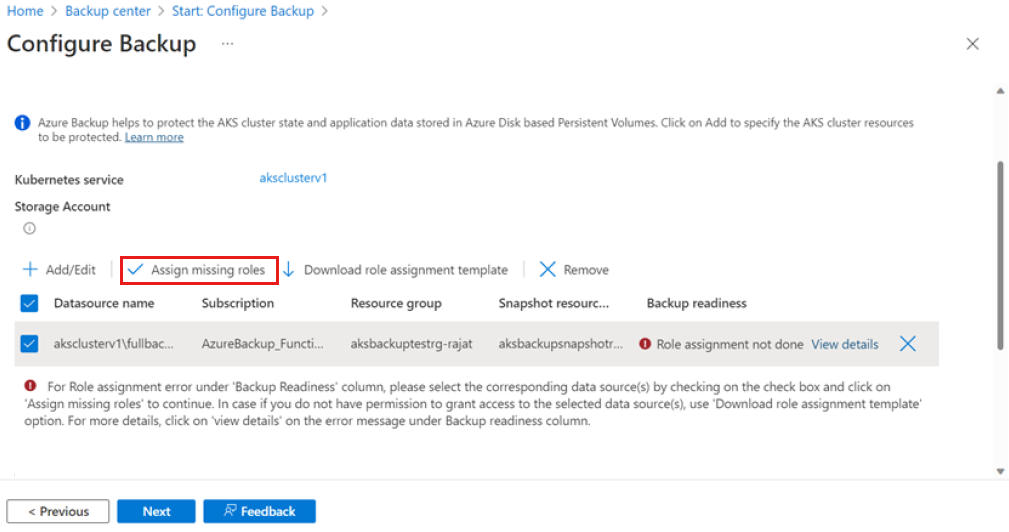 Home > Backup center > Start: Configure Backup >
Configure Backup ...
Azure Backup helps to protect the AKS cluster state and application data stored in Azure Disk based Persistent Volumes. Click on Add to specify the AKS cluster resources
to be protected. Learn more
Kubernetes service aksclusterv1
Storage Account
Add/Edit Assign missing roles Download role assignment template Remove
Datasource name Subscription Resource group Snapshot resourc... Backup readiness
aksclusterv1\fullbac... AzureBackup_Functi... aksbackuptestrg-rajat aksbackupsnapshotr... Role assignment not done View details
For Role assignment error under 'Backup Readiness' column, please select the corresponding data source(s) by checking on the check box and click on
'Assign missing roles' to continue. In case if you do not have permission to grant access to the selected data source(s), use 'Download role assignment template'
option. For more details, click on 'view details' on the error message under Backup readiness column.
< Previous Next Feedback